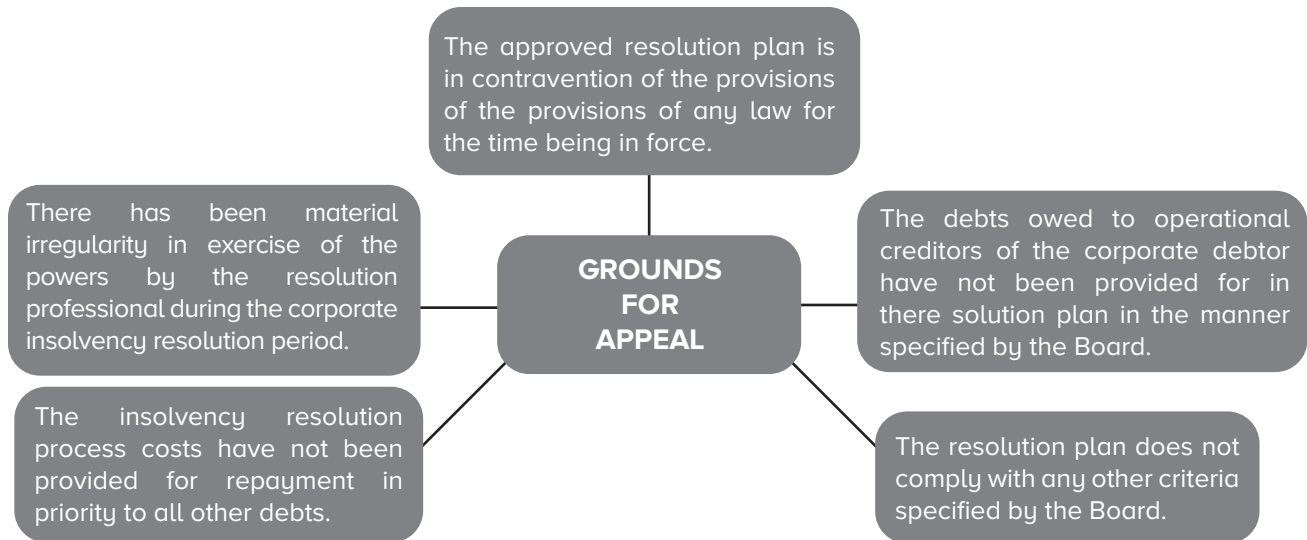 The approved resolution plan is
in contravention of the provisions
of the provisions of any law for
the time being in force.
There has been material
irregularity in exercise of the
powers by the resolution
professional during the corporate
insolvency resolution period.
GROUNDS
FOR
APPEAL
The debts owed to operational
creditors of the corporate debtor
have not been provided for in
there solution plan in the manner
specified by the Board.
The insolvency resolution
process costs have not been
provided for repayment in
priority to all other debts.
The resolution plan does not
comply with any other criteria
specified by the Board.